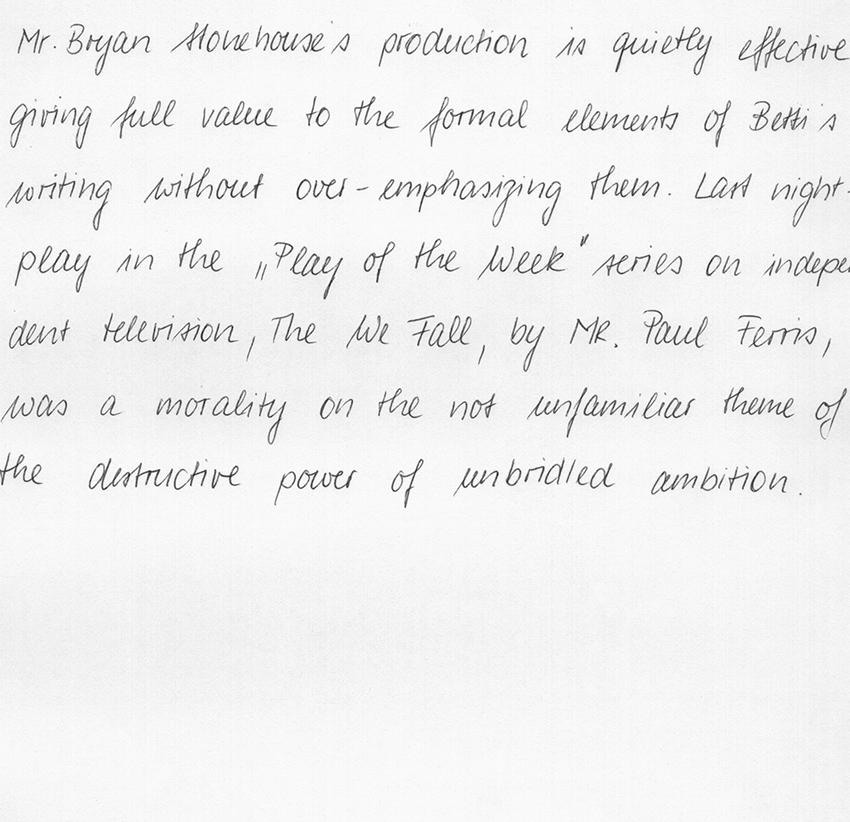 Mr. Bryan Stonehouse's production is quietly effective
giving full value to the formal elements of Betti's
writing without over-emphasizing them. Last night
play in the „Play of the Week" series on indepe
dent television, The We Fall, by MR. Paul Ferris,
was a morality on the not unfamiliar theme of
the destructive power of unbridled ambition.